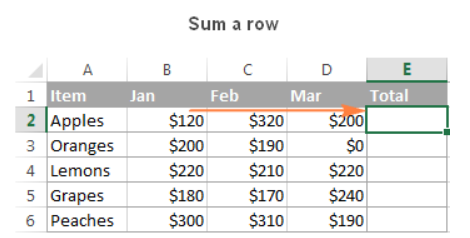 Sum a row
A B C D E
1 Item Jan Feb Mar Total
2 Apples $120 $320 $200
3 Oranges $200 $190 $0
4 Lemons $220 $210 $220
5 Grapes $180 $170 $240
6 Peaches $300 $310 $190